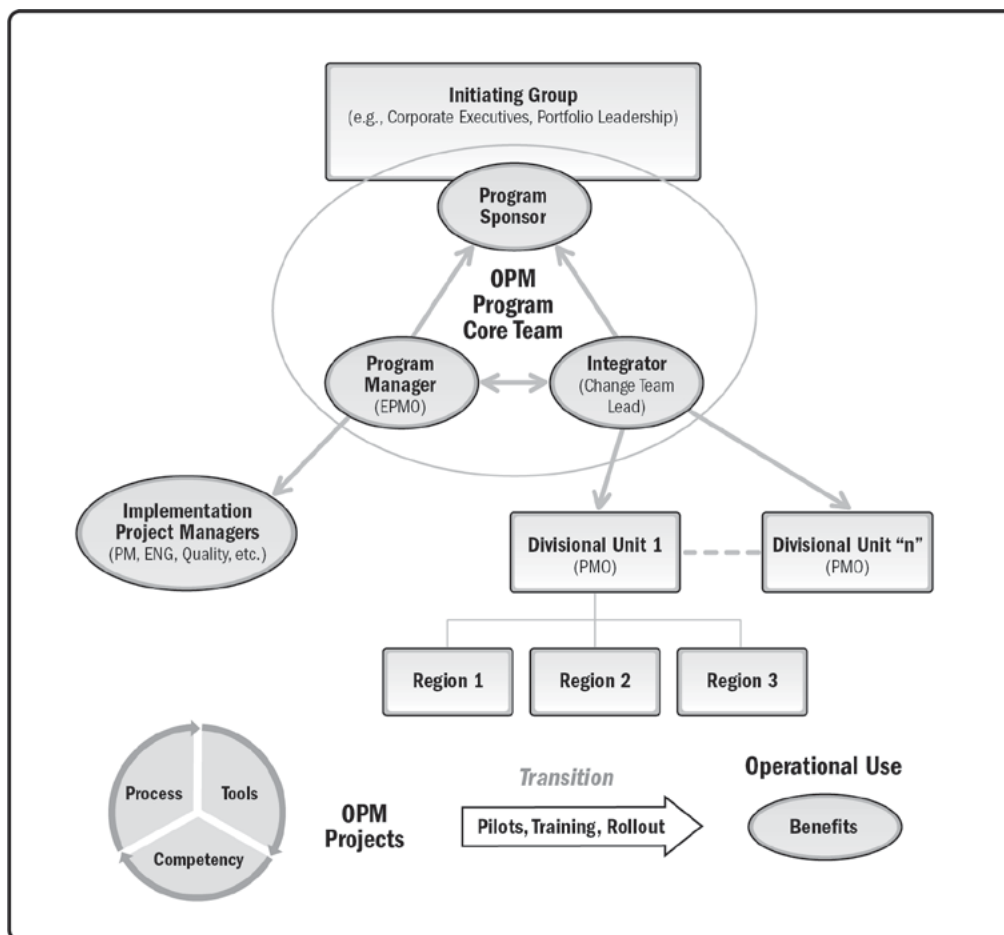 Initiating Group
(e.g., Corporate Executives, Portfolio Leadership)
Program
Sponsor
OPM
Program
Core Team
Program
Manager
(EPMO)
Integrator
(Change Team
Lead)
Implementation
Project Managers
(PM, ENG, Quality, etc.)
Divisional Unit 1
(PMO)
Divisional Unit “n”
(PMO)
Region 1
Region 2
Region 3
Process
Tools
Competency
OPM
Projects
Transition
Pilots, Training, Rollout
Operational Use
Benefits